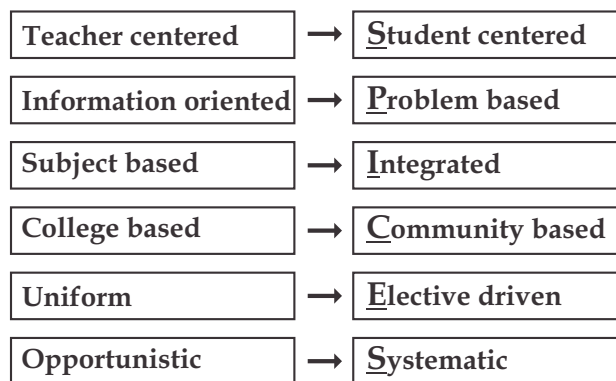 Teacher centered → Student centered
Information oriented → Problem based
Subject based → Integrated
College based → Community based
Uniform → Elective driven
Opportunistic → Systematic